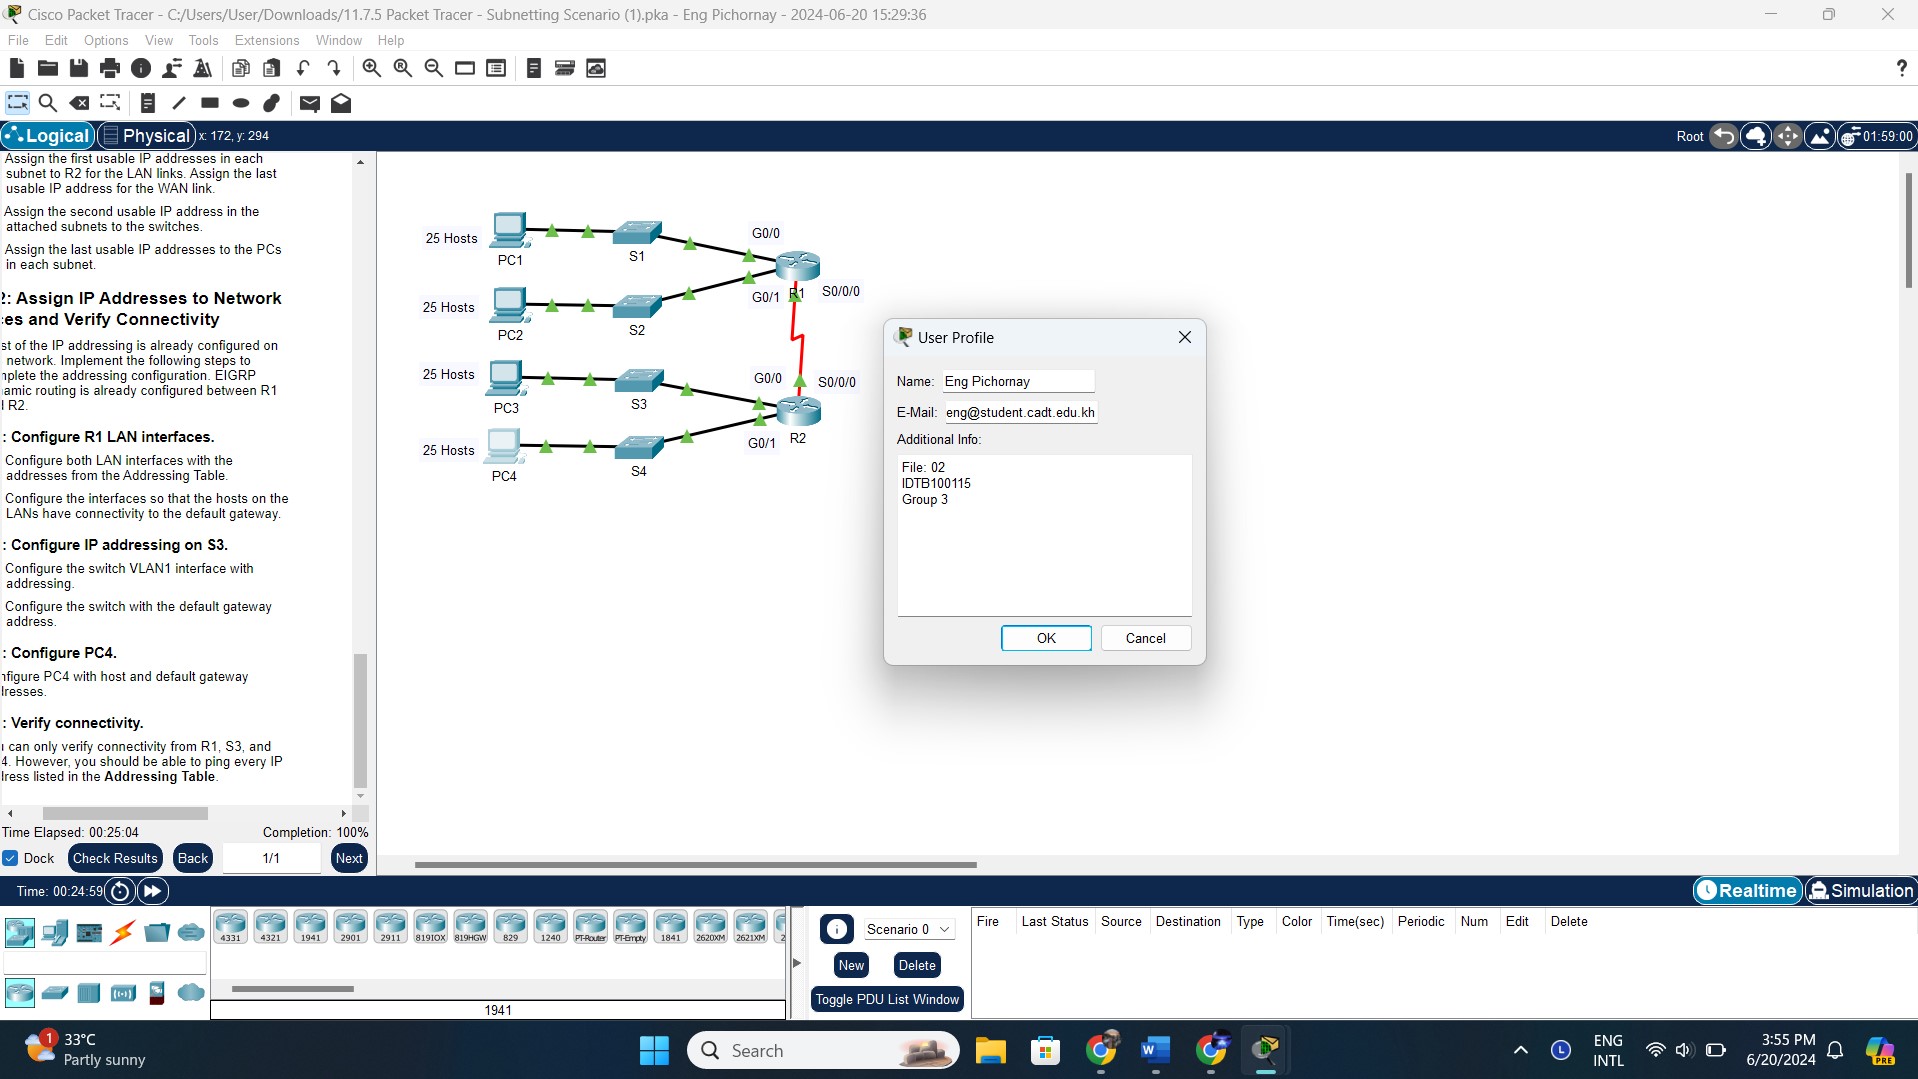 Cisco Packet Tracer - C:/Users/User/Downloads/11.7.5 Packet Tracer - Subnetting Scenario (1).pka - Eng Pichornay - 2024-06-20 15:29:36
File Edit Options View Tools Extensions Window Help
Logical Physical x: 172, y: 294 Root 01:59:00
Assign the first usable IP addresses in each
subnet to R2 for the LAN links. Assign the last
usable IP address for the WAN link.
Assign the second usable IP address in the
attached subnets to the switches.
Assign the last usable IP addresses to the PCs
in each subnet.
2: Assign IP Addresses to Network
es and Verify Connectivity
st of the IP addressing is already configured on
network. Implement the following steps to
nplete the addressing configuration. EIGRP
amic routing is already configured between R1
R2.
: Configure R1 LAN interfaces.
Configure both LAN interfaces with the
addresses from the Addressing Table.
Configure the interfaces so that the hosts on the
LANs have connectivity to the default gateway.
: Configure IP addressing on S3.
Configure the switch VLAN1 interface with
addressing.
Configure the switch with the default gateway
address.
: Configure PC4.
nfigure PC4 with host and default gateway
lresses.
: Verify connectivity.
can only verify connectivity from R1, S3, and
4. However, you should be able to ping every IP
lress listed in the Addressing Table.
Time Elapsed: 00:25:04 Completion: 100%
Dock Check Results Back 1/1 Next
25 Hosts
PC1
S1
G0/0
25 Hosts
PC2
S2
G0/1
R1
S0/0/0
25 Hosts
PC3
S3
G0/0
S0/0/0
25 Hosts
PC4
S4
G0/1
R2
User Profile
Name: Eng Pichornay
E-Mail: eng@student.cadt.edu.kh
Additional Info:
File: 02
IDTB100115
Group 3
OK Cancel
Time: 00:24:59 Realtime Simulation
4331 4321 1941 2901 2911 819IOX 819HGW 829 1240 PT-Router PT-Empty 1841 2620XM 2621XM 2
1941
Scenario 0
New Delete
Toggle PDU List Window
Fire Last Status Source Destination Type Color Time(sec) Periodic Num Edit Delete
1
33°C
Partly sunny
Search
L
ENG
INTL
3:55 PM
6/20/2024
PRE